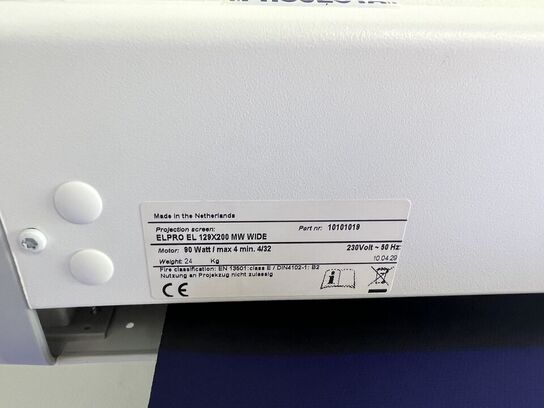 Made in the Netherlands
Projection screen: Part nr: 10101019
ELPRO EL 129X200 MW WIDE
Motor: 90 Watt / max 4 min. 4/32 230Volt ~ 50 Hz
Weight: 24 Kg 10.04.29
Fire classification: EN 13501:class E / DIN4102-1: B2
Nutzung an Projekzug nicht zulassig
CE